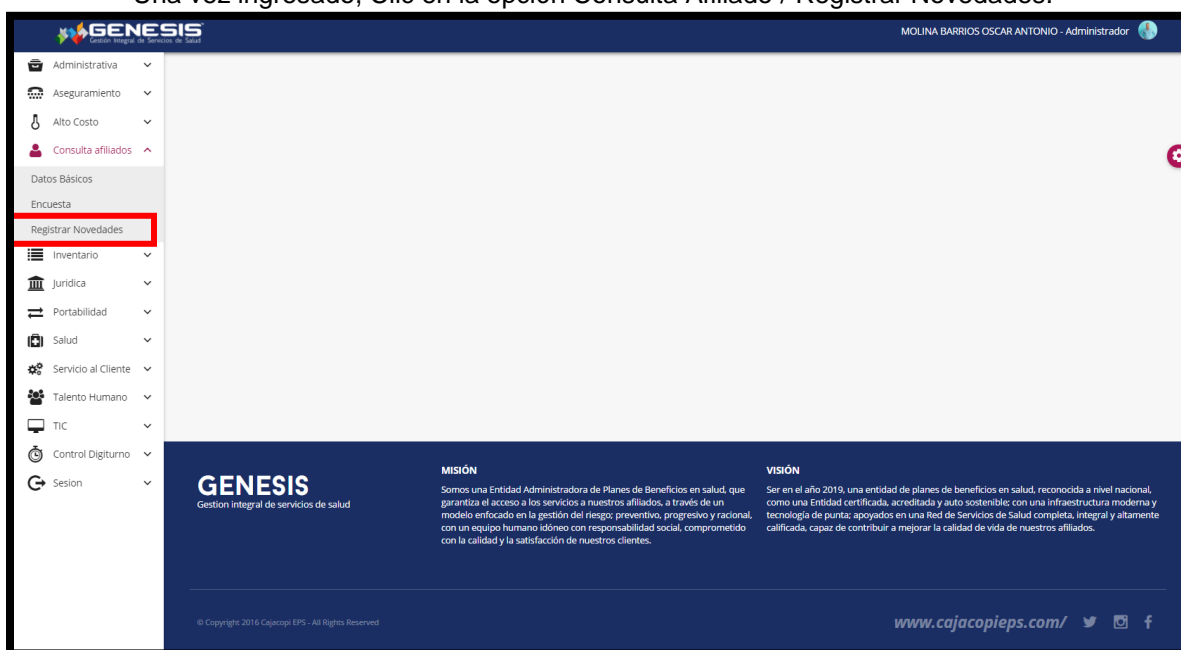 Una vez ingresado, Clic en la opción Consulta Afiliado / Registrar Novedades.
GENESIS
Gestión Integral de Servicios de Salud
MOLINA BARRIOS OSCAR ANTONIO - Administrador
Administrativa
Aseguramiento
Alto Costo
Consulta afiliados
Datos Básicos
Encuesta
Registrar Novedades
Inventario
Juridica
Portabilidad
Salud
Servicio al Cliente
Talento Humano
TIC
Control Digiturno
Sesion
GENESIS
Gestion integral de servicios de salud
MISIÓN
Somos una Entidad Administradora de Planes de Beneficios en salud, que
garantiza el acceso a los servicios a nuestros afiliados, a través de un
modelo enfocado en la gestión del riesgo; preventivo, progresivo y racional,
con un equipo humano idóneo con responsabilidad social, comprometido
con la calidad y la satisfacción de nuestros clientes.
VISIÓN
Ser en el año 2019, una entidad de planes de beneficios en salud, reconocida a nivel nacional,
como una Entidad certificada, acreditada y auto sostenible; con una infraestructura moderna y
tecnología de punta; apoyados en una Red de Servicios de Salud completa, integral y altamente
calificada, capaz de contribuir a mejorar la calidad de vida de nuestros afiliados.
© Copyright 2016 Cajacopi EPS - All Rights Reserved
www.cajacopieps.com/